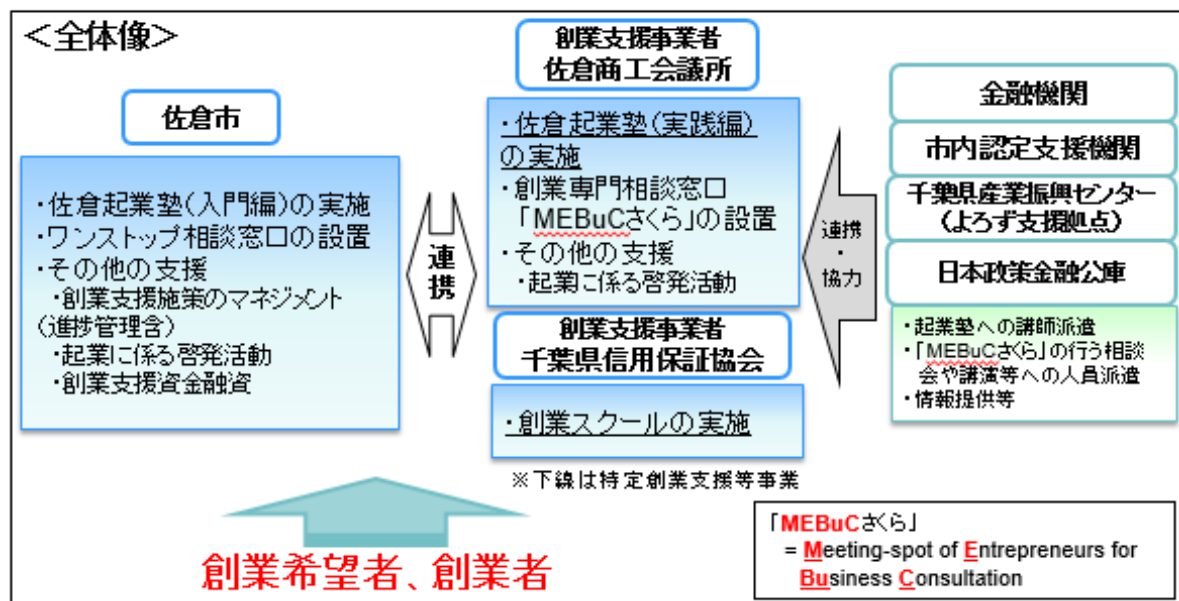 ＜全体像＞
佐倉市
・佐倉起業塾(入門編)の実施
・ワンストップ相談窓口の設置
・その他の支援
・創業支援施策のマネジメント
(進捗管理含)
・起業に係る啓発活動
・創業支援資金融資
連携
創業支援事業者
佐倉商工会議所
・佐倉起業塾(実践編)
の実施
・創業専門相談窓口
「MEBuCさくら」の設置
・その他の支援
・起業に係る啓発活動
創業支援事業者
千葉県信用保証協会
・創業スクールの実施
※下線は特定創業支援等事業
連携・協力
金融機関
市内認定支援機関
千葉県産業振興センター
(よろず支援拠点)
日本政策金融公庫
・起業塾への講師派遣
・「MEBuCさくら」の行う相談
会や講演等への人員派遣
・情報提供等
創業希望者、創業者
「MEBuCさくら」
= Meeting-spot of Entrepreneurs for
Business Consultation